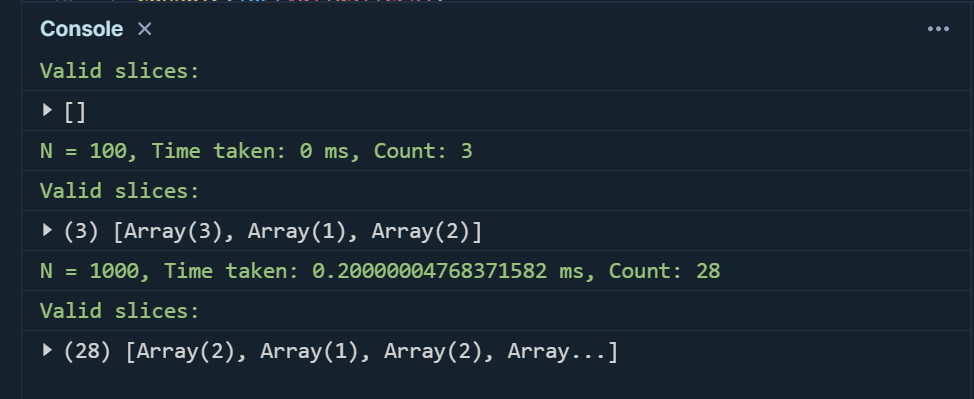 Console ×
Valid slices:
▶ []
N = 100, Time taken: 0 ms, Count: 3
Valid slices:
▶ (3) [Array(3), Array(1), Array(2)]
N = 1000, Time taken: 0.20000004768371582 ms, Count: 28
Valid slices:
▶ (28) [Array(2), Array(1), Array(2), Array...]